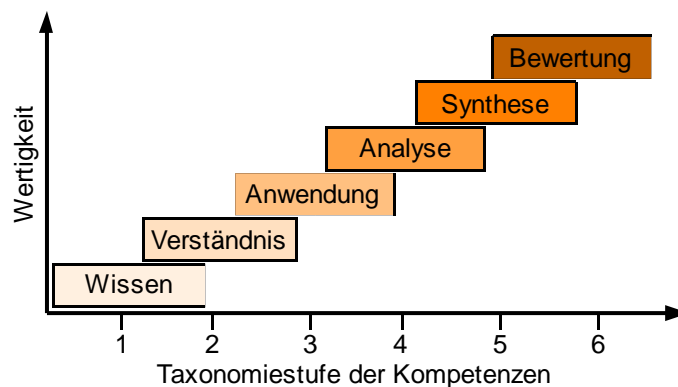 Bewertung
Synthese
Analyse
Anwendung
Verständnis
Wissen
Wertigkeit
1 2 3 4 5 6
Taxonomiestufe der Kompetenzen